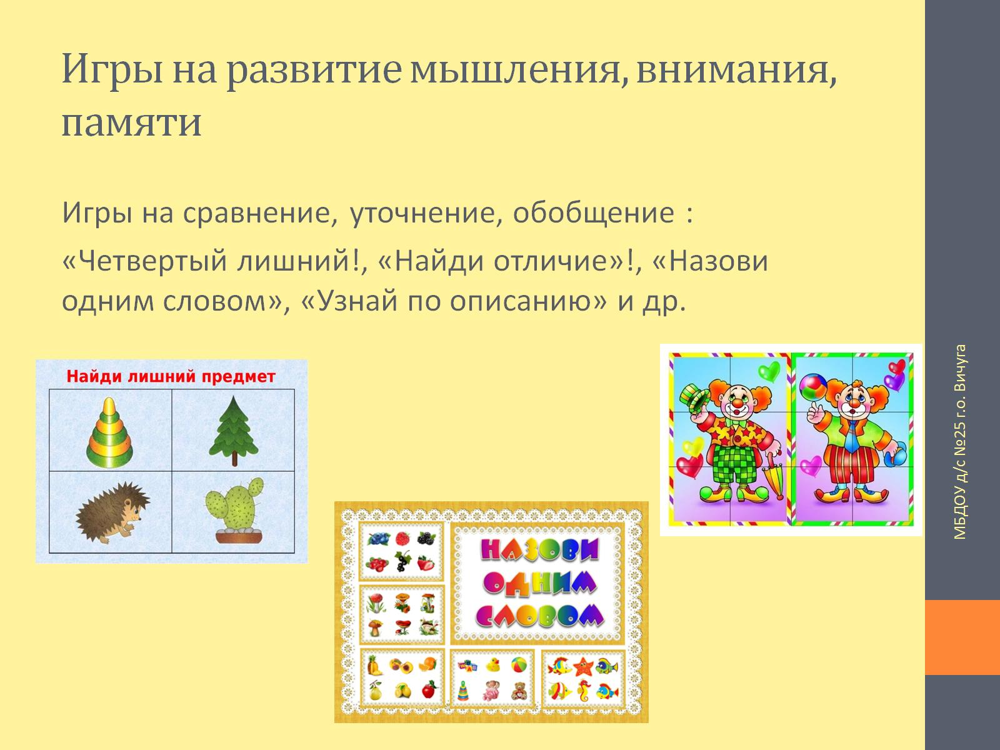 Игры на развитие мышления, внимания,
памяти
Игры на сравнение, уточнение, обобщение :
«Четвертый лишний!, «Найди отличие»!, «Назови
одним словом», «Узнай по описанию» и др.
Найди лишний предмет
НАЗОВИ
ОДНИМ
СЛОВОМ
МБДОУ д/с №25 г.о. Вичуга